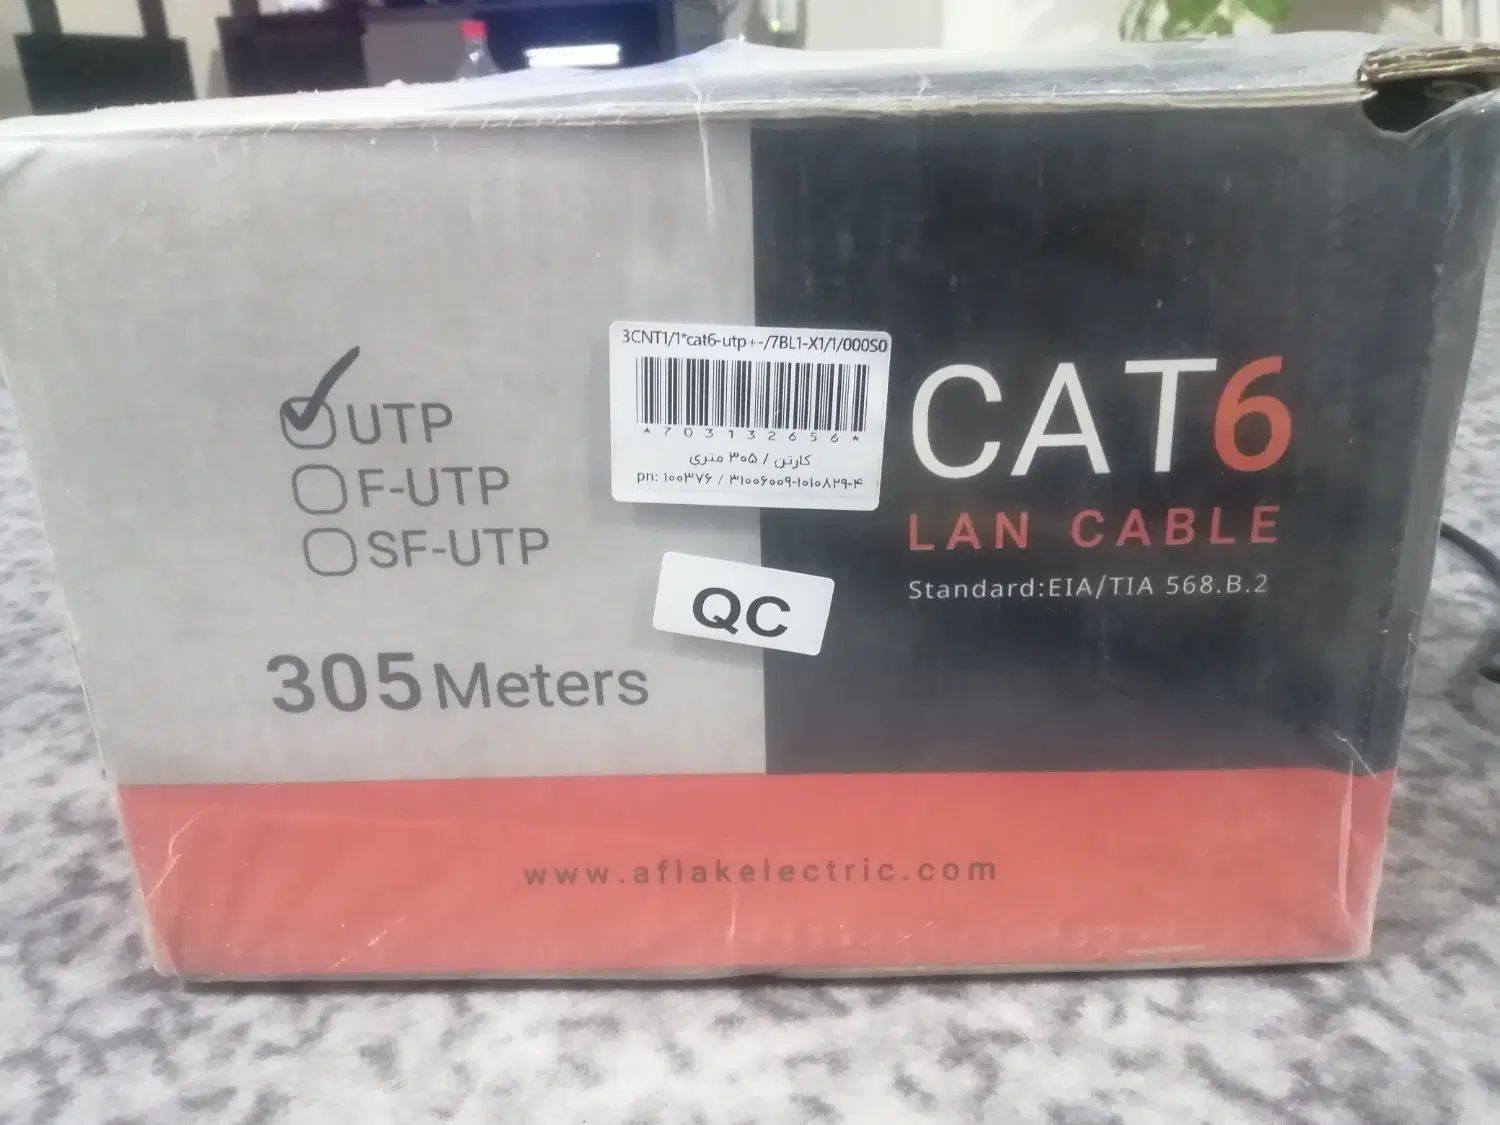 3CNT1/1*cat6-utp+-/7BL1-X1/1/000S0
*703132656*
کارتن / ۳۰۵ متری
pn: ۱۰۰۳۷۶ / ۳۱۰۰۶۰۰۹-۱۰۱۰۸۲۹-۴
UTP
F-UTP
SF-UTP
305 Meters
QC
CAT6
LAN CABLE
Standard:EIA/TIA 568.B.2
www.aflakelectric.com